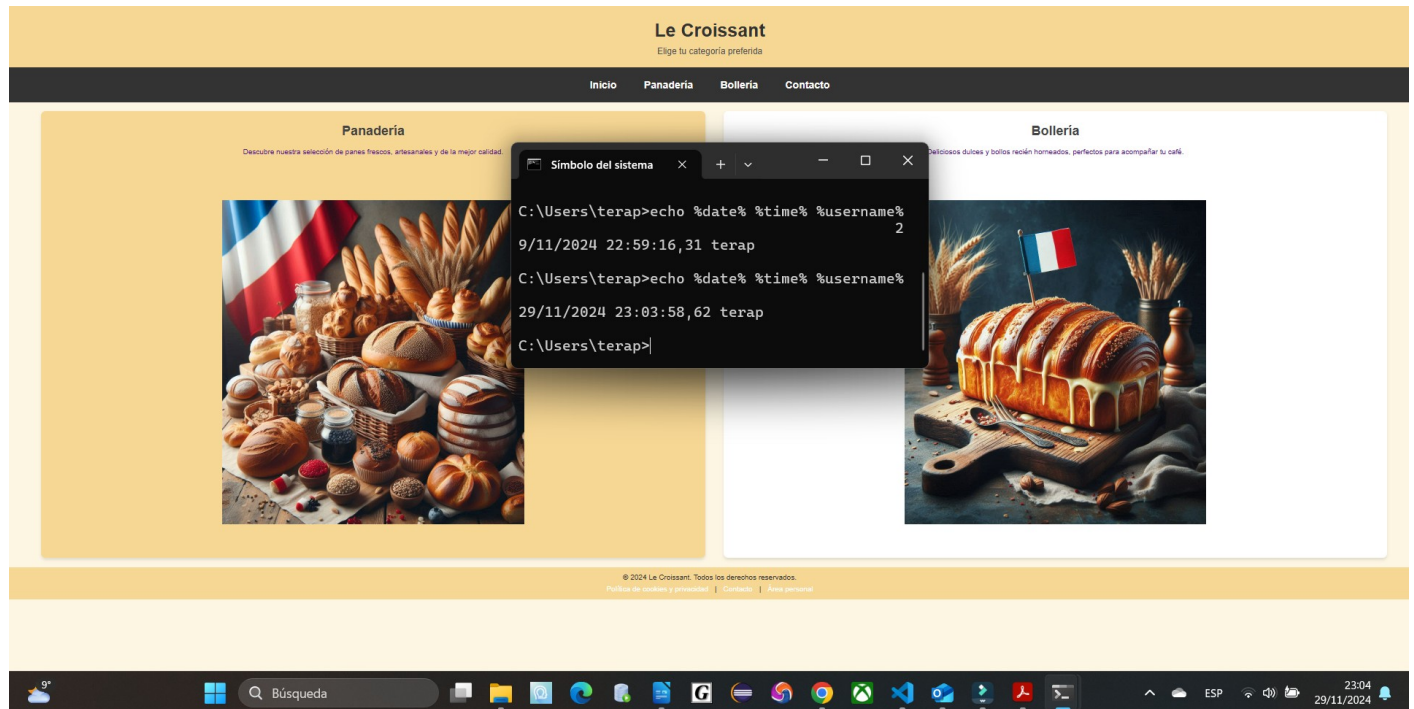 Le Croissant
Elige tu categoría preferida
Inicio Panadería Bollería Contacto
Panadería
Descubre nuestra selección de panes frescos, artesanales y de la mejor calidad.
Bollería
Deliciosos dulces y bollos recién horneados, perfectos para acompañar tu café.
Símbolo del sistema
C:\Users\terap>echo %date% %time% %username%
2
9/11/2024 22:59:16,31 terap
C:\Users\terap>echo %date% %time% %username%
29/11/2024 23:03:58,62 terap
C:\Users\terap>
© 2024 Le Croissant. Todos los derechos reservados.
Política de cookies y privacidad | Contacto | Área personal
9°
Búsqueda
G
ESP
23:04
29/11/2024